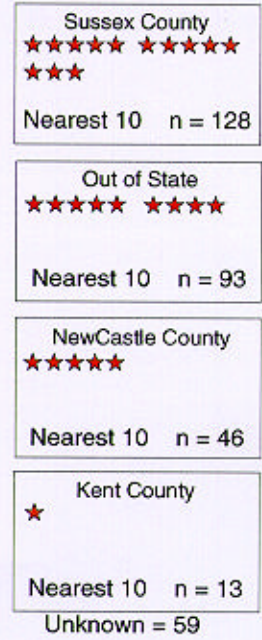 Sussex County
Nearest 10 n = 128
Out of State
Nearest 10 n = 93
NewCastle County
Nearest 10 n = 46
Kent County
Nearest 10 n = 13
Unknown = 59